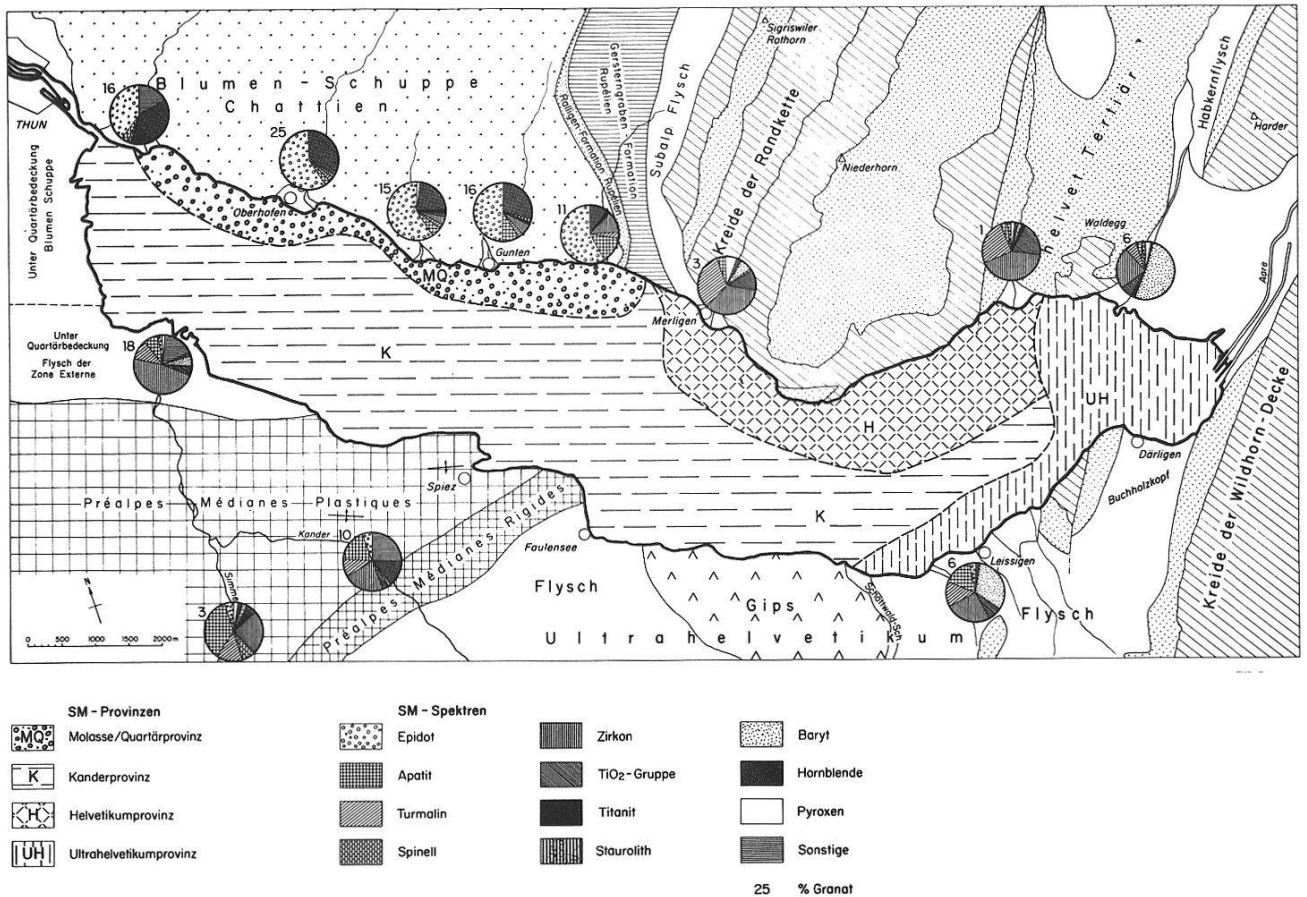 16
Blumen-Schuppe
Chattien
THUN
25
Oberhofen
15
16
Gunten
11
MQ
Unter Quartärbedeckung
Blumen Schuppe
Ralligen Formation Rupélien
Gersterngraben-Formation
Rupélien
Subalp Flysch
Kreide der Randkette
Sigriswiler
Rothorn
Niederhorn
helvet Tertiär
Habkernflysch
Harder
Waldegg
1
6
3
Merligen
Aare
K
H
UH
Unter
Quartärbedeckung
Flysch der
Zone Externe
18
Préalpes Médianes Plastiques
Spiez
Kander
10
Simme
3
Préalpes Médianes Rigides
Faulensee
K
Därligen
Buchholzkopf
Kreide der Wildhorn-Decke
Leissigen
6
Flysch
Gips
Flysch
Ultrahelvetikum
N
0 500 1000 2000m
SM-Provinzen
MQ Molasse/Quartärprovinz
K Kanderprovinz
H Helvetikumprovinz
UH Ultrahelvetikumprovinz
SM-Spektren
Epidot
Apatit
Turmalin
Spinell
Zirkon
TiO2-Gruppe
Titanit
Staurolith
Baryt
Hornblende
Pyroxen
Sonstige
25 % Granat